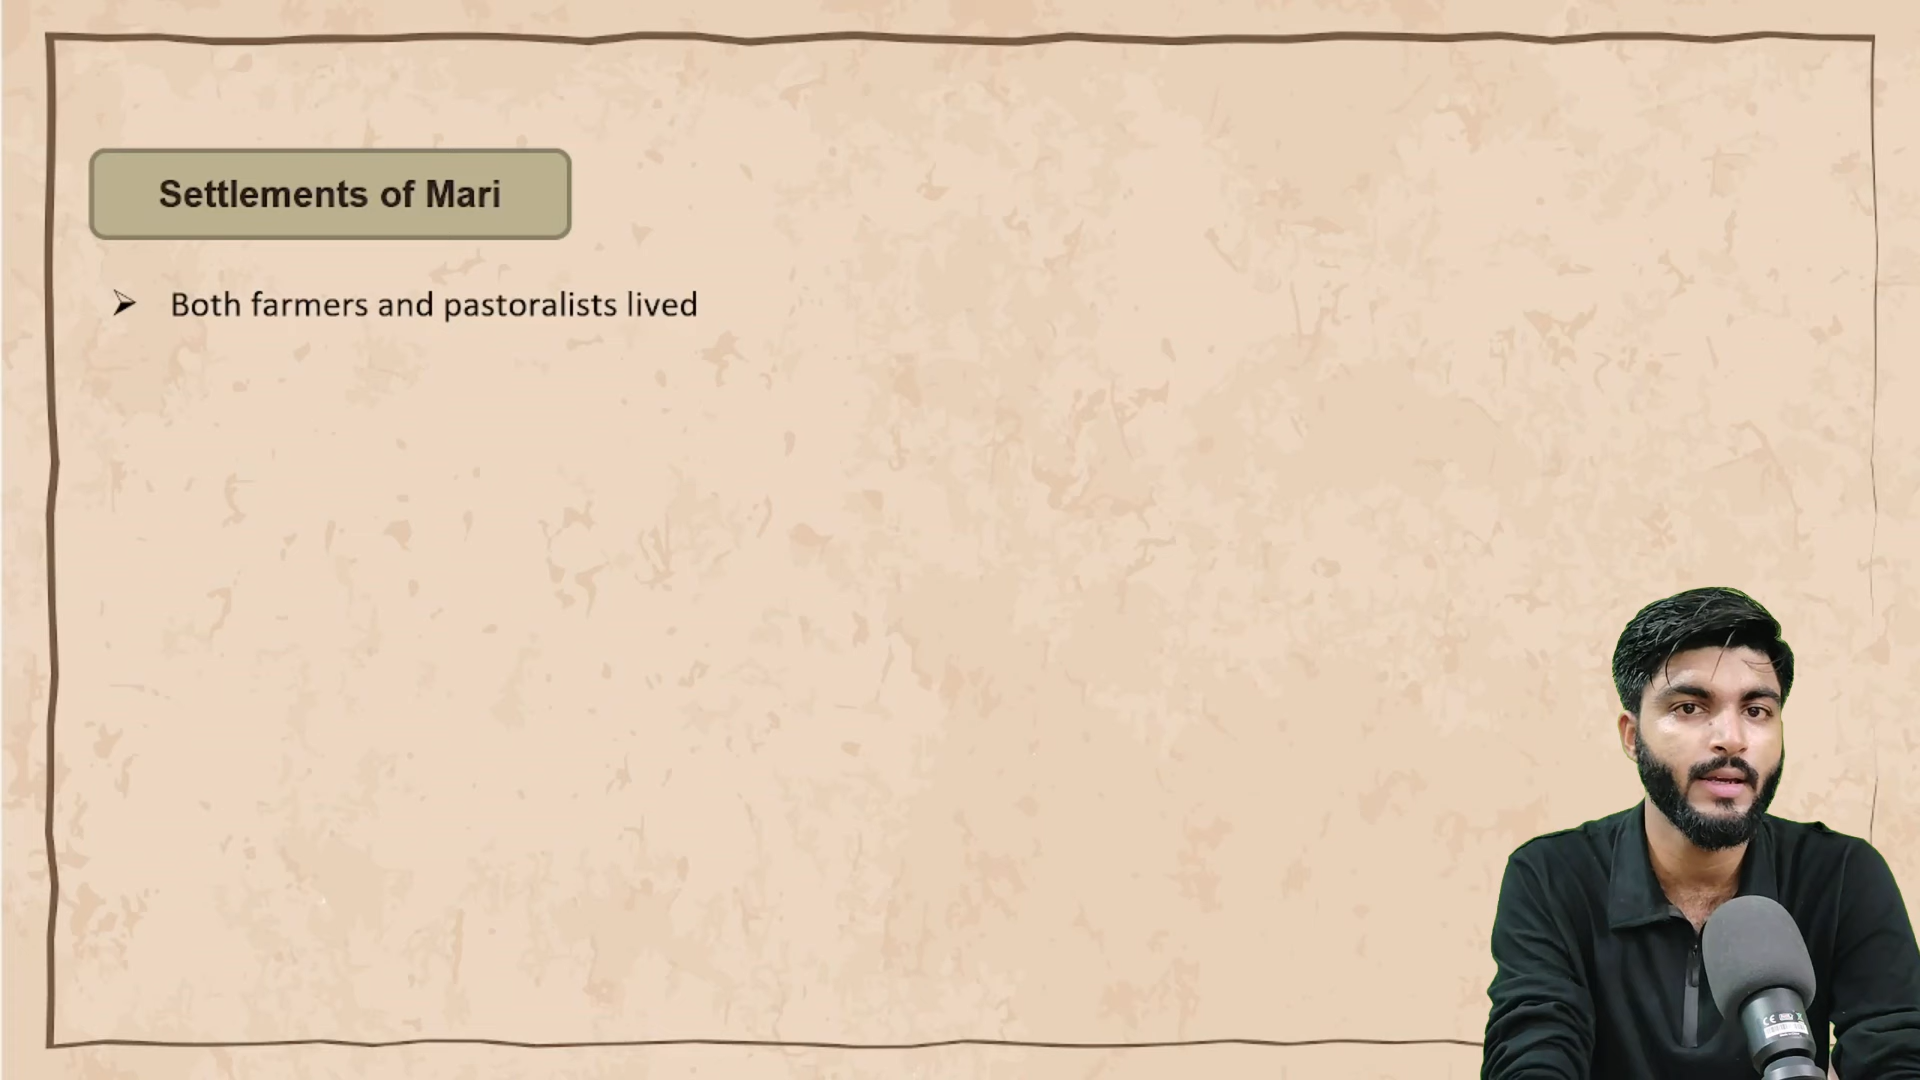 Settlements of Mari
➢ Both farmers and pastoralists lived